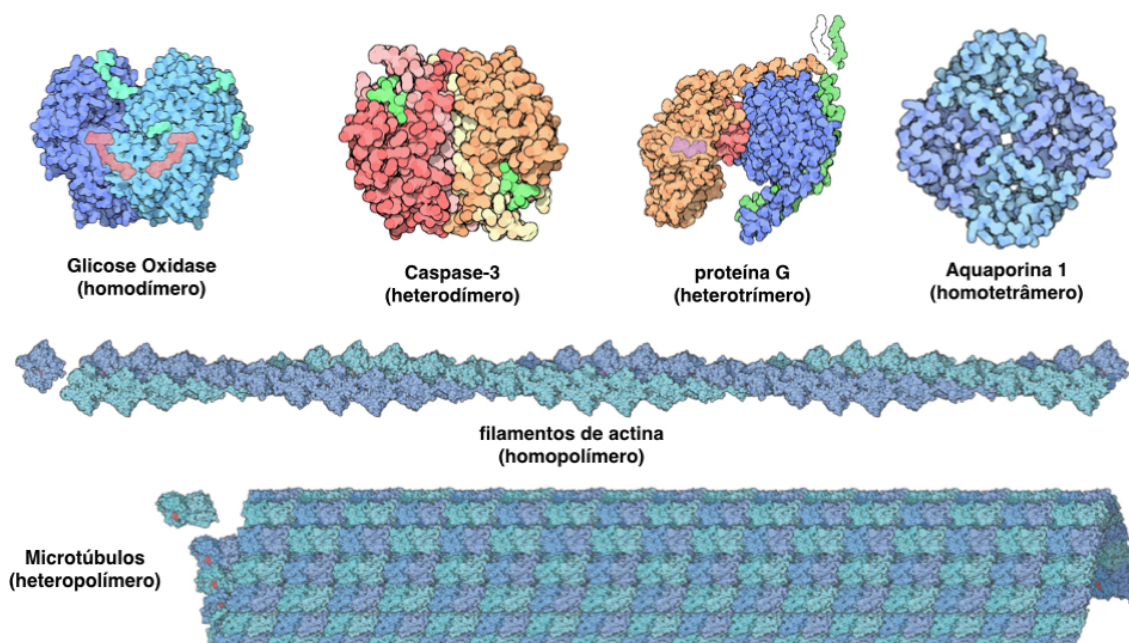 Glicose Oxidase
(homodímero)
Caspase-3
(heterodímero)
proteína G
(heterotrímero)
Aquaporina 1
(homotetrâmero)
filamentos de actina
(homopolímero)
Microtúbulos
(heteropolímero)